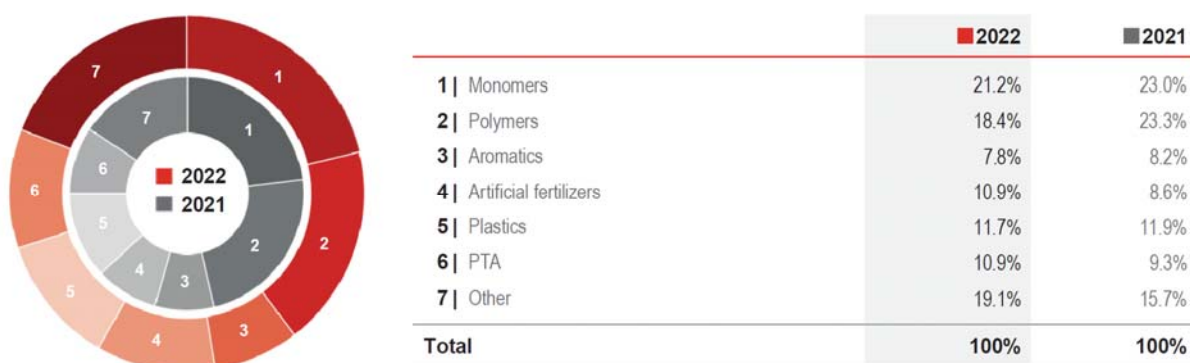 7
1
7
1
6
6
2022
2021
5
2
2
4
3
5
4
3
2022 2021
1| Monomers 21.2% 23.0%
2| Polymers 18.4% 23.3%
3| Aromatics 7.8% 8.2%
4| Artificial fertilizers 10.9% 8.6%
5| Plastics 11.7% 11.9%
6| PTA 10.9% 9.3%
7| Other 19.1% 15.7%
Total 100% 100%